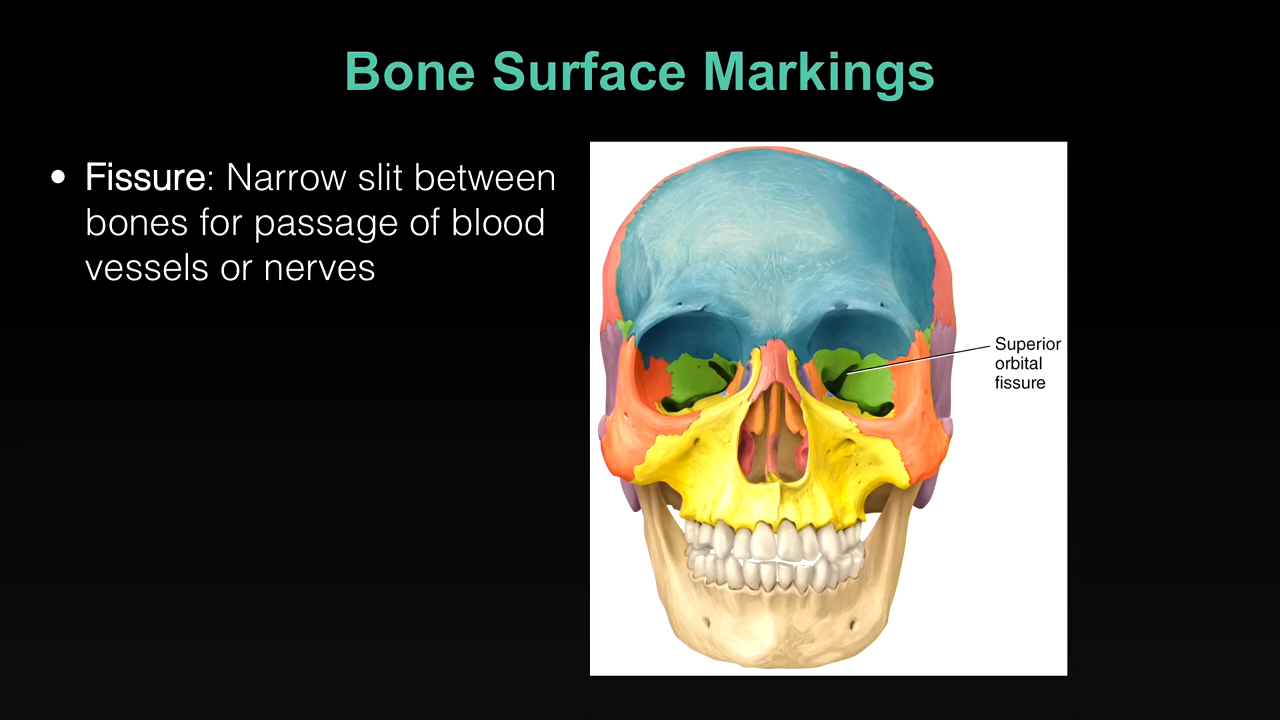 Bone Surface Markings
• Fissure: Narrow slit between
bones for passage of blood
vessels or nerves
Superior
orbital
fissure